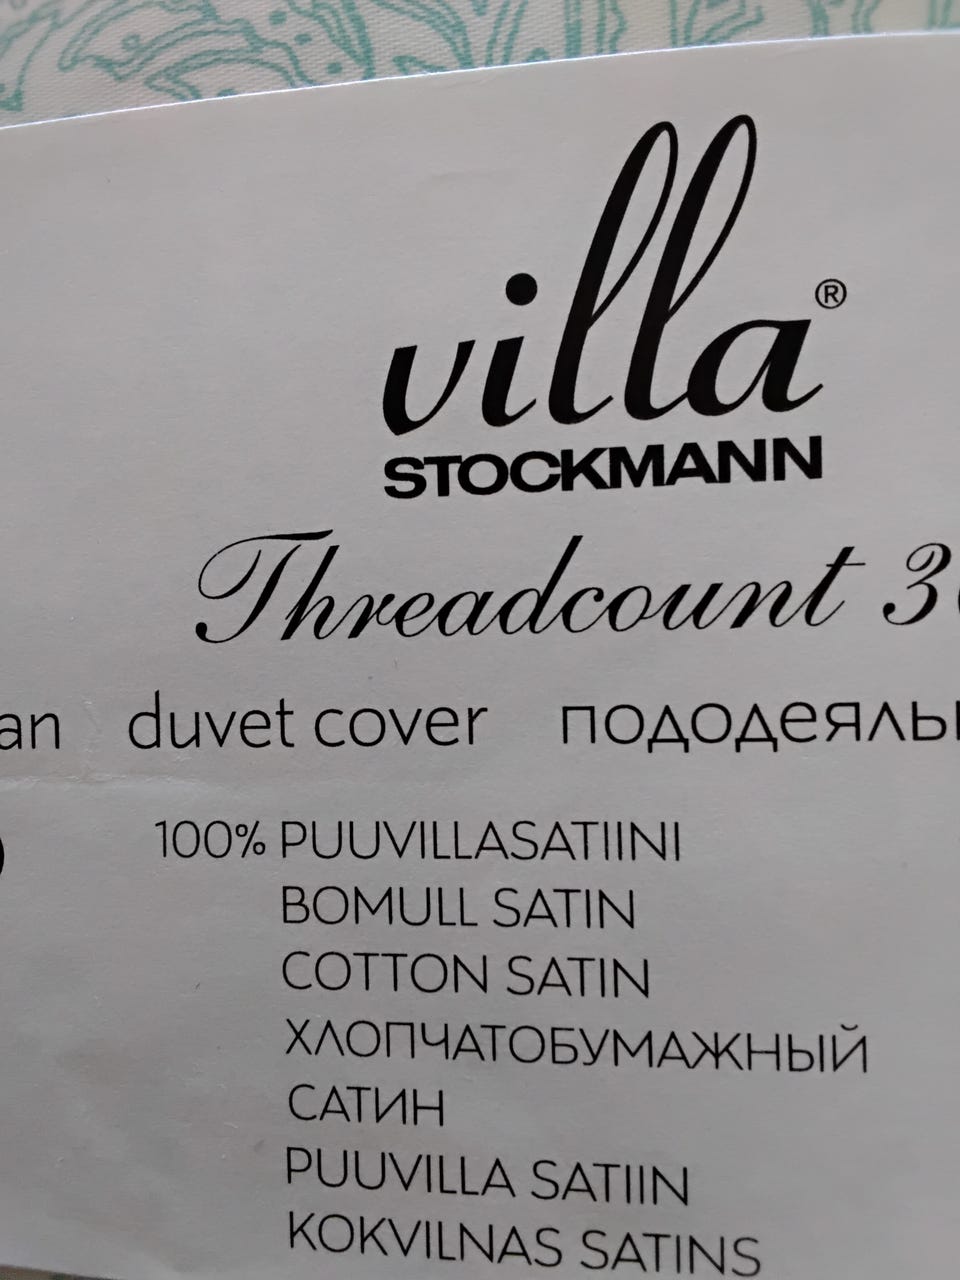 villa®
STOCKMANN
Threadcount
duvet cover
100% PUUVILLASATIINI
BOMULL SATIN
COTTON SATIN
ХЛОПЧАТОБУМАЖНЫЙ
САТИН
PUUVILLA SATIIN
KOKVILNAS SATINS